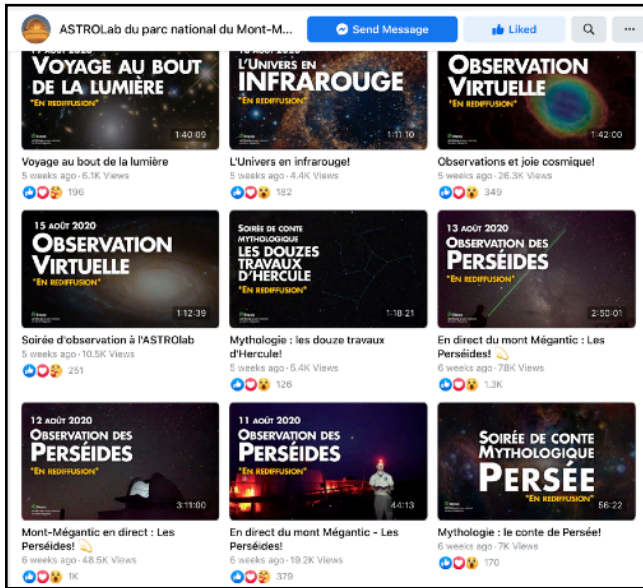 ASTROLab du parc national du Mont-M...
Send Message
Liked
VOYAGE AU BOUT
DE LA LUMIÈRE
"EN REDIFFUSION"
1:40:09
L'UNIVERS EN
INFRAROUGE
"EN REDIFFUSION"
1:11:10
OBSERVATION
VIRTUELLE
"EN REDIFFUSION"
1:42:00
Voyage au bout de la lumière
5 weeks ago · 6.1K Views
196
L'Univers en infrarouge!
5 weeks ago · 4.4K Views
182
Observations et joie cosmique!
5 weeks ago · 26.3K Views
349
15 AOÛT 2020
OBSERVATION
VIRTUELLE
"EN REDIFFUSION"
1:12:39
SOIRÉE DE CONTE
MYTHOLOGIQUE
LES DOUZES
TRAVAUX
D'HERCULE
"EN REDIFFUSION"
1:18:21
13 AOÛT 2020
OBSERVATION DES
PERSÉIDES
"EN REDIFFUSION"
2:50:01
Soirée d'observation à l'ASTROlab
5 weeks ago · 10.5K Views
251
Mythologie : les douze travaux
d'Hercule!
5 weeks ago · 5.4K Views
126
En direct du mont Mégantic : Les
Perséides! 💫
6 weeks ago · 78K Views
1.3K
12 AOÛT 2020
OBSERVATION DES
PERSÉIDES
"EN REDIFFUSION"
3:11:00
11 AOÛT 2020
OBSERVATION DES
PERSÉIDES
"EN REDIFFUSION"
44:13
SOIRÉE DE CONTE
MYTHOLOGIQUE
PERSÉE
"EN REDIFFUSION"
56:22
Mont-Mégantic en direct : Les
Perséides! 💫
6 weeks ago · 48.5K Views
1K
En direct du mont Mégantic - Les
Perséides!
6 weeks ago · 19.2K Views
379
Mythologie : le conte de Persée!
6 weeks ago · 7K Views
170